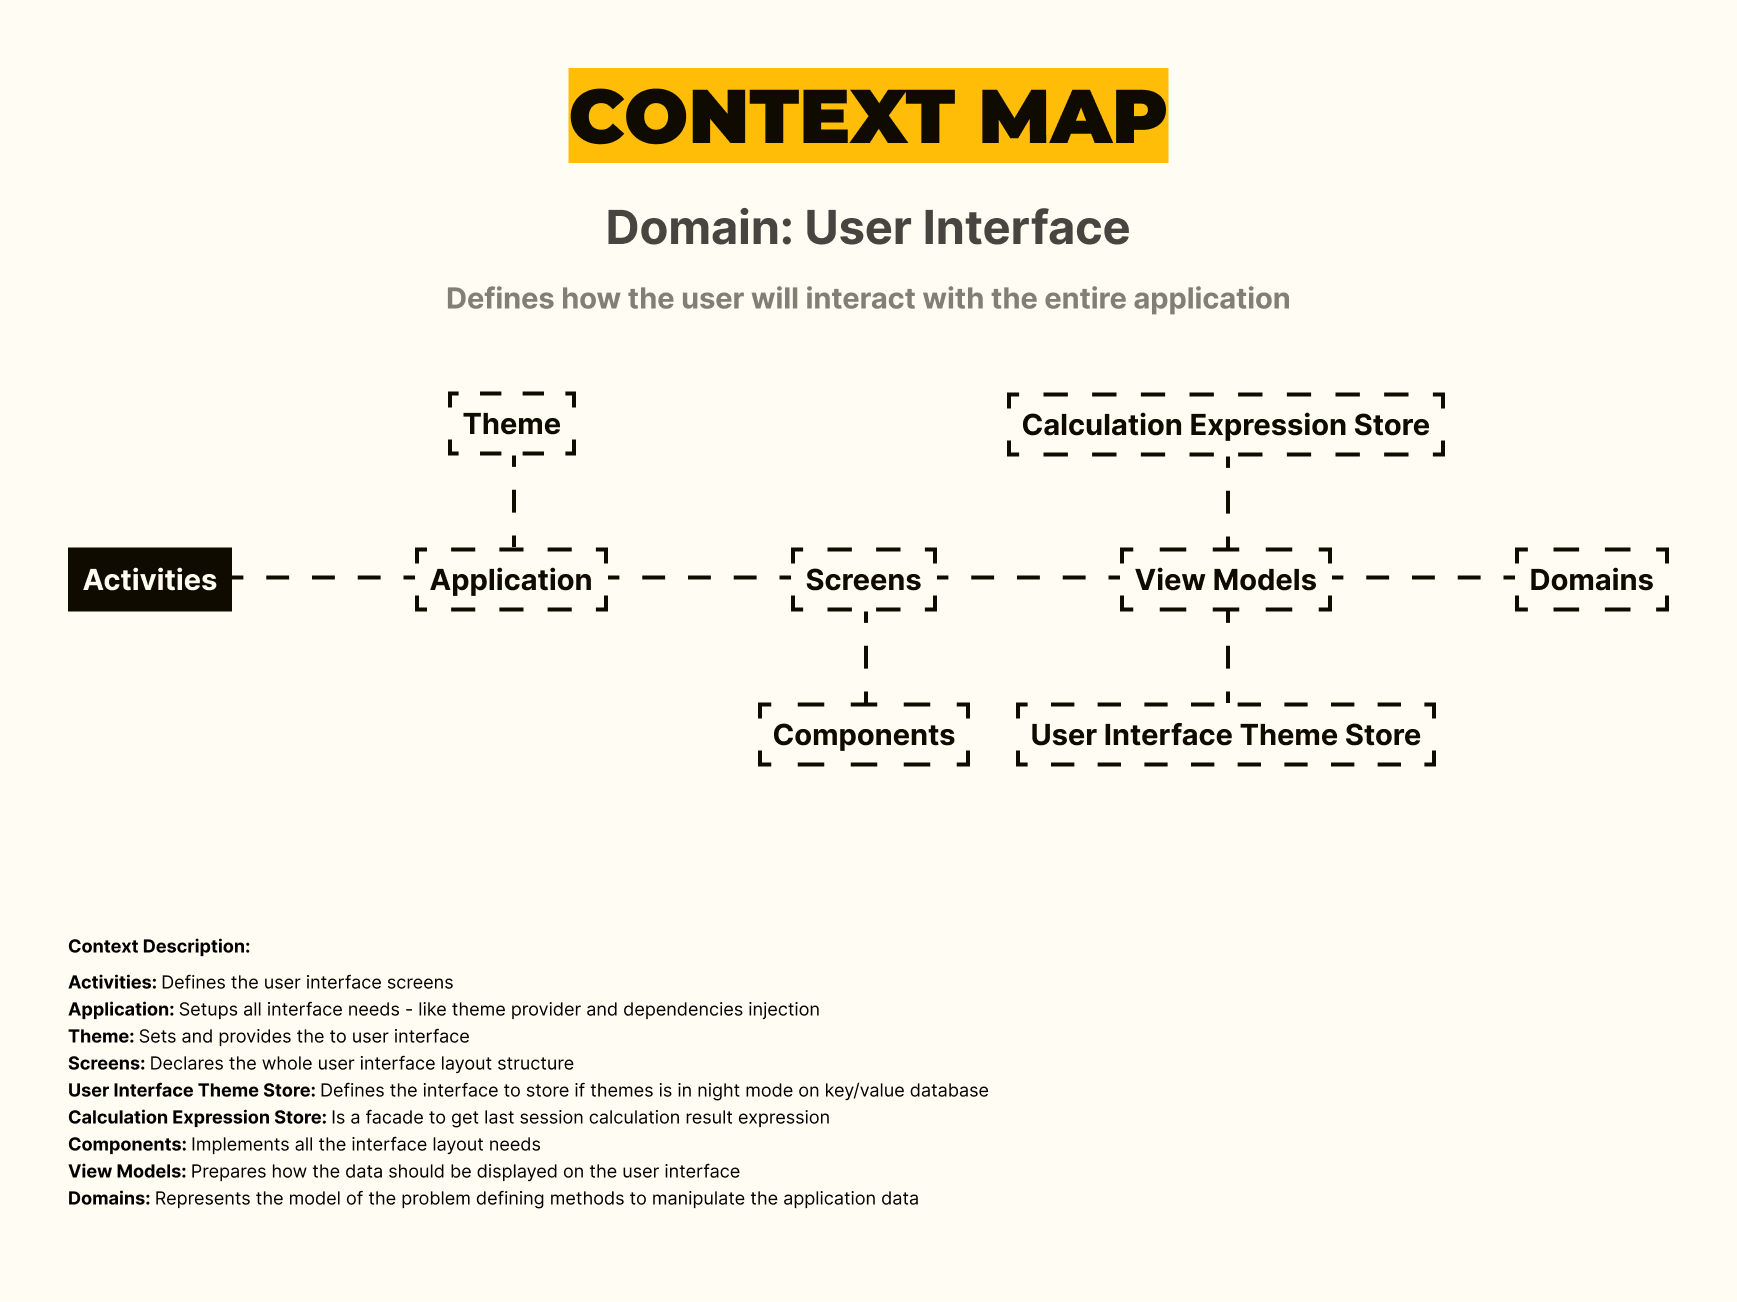 CONTEXT MAP
Domain: User Interface
Defines how the user will interact with the entire application
Theme
Calculation Expression Store
Activities
Application
Screens
View Models
Domains
Components
User Interface Theme Store
Context Description:
Activities: Defines the user interface screens
Application: Setups all interface needs - like theme provider and dependencies injection
Theme: Sets and provides the to user interface
Screens: Declares the whole user interface layout structure
User Interface Theme Store: Defines the interface to store if themes is in night mode on key/value database
Calculation Expression Store: Is a facade to get last session calculation result expression
Components: Implements all the interface layout needs
View Models: Prepares how the data should be displayed on the user interface
Domains: Represents the model of the problem defining methods to manipulate the application data